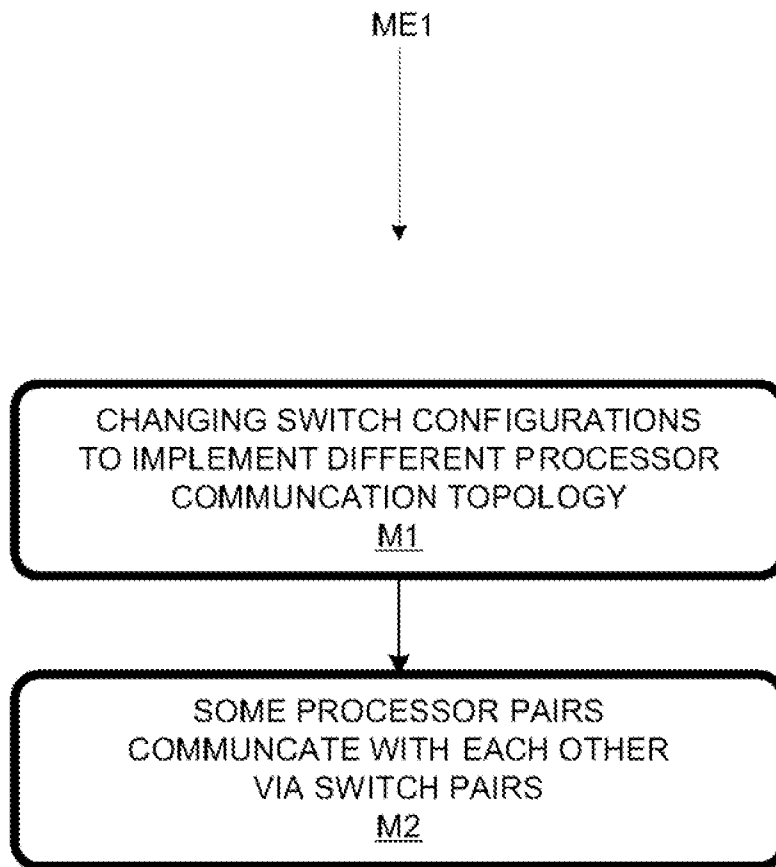 ME1
CHANGING SWITCH CONFIGURATIONS
TO IMPLEMENT DIFFERENT PROCESSOR
COMMUNCATION TOPOLOGY
M1
SOME PROCESSOR PAIRS
COMMUNCATE WITH EACH OTHER
VIA SWITCH PAIRS
M2